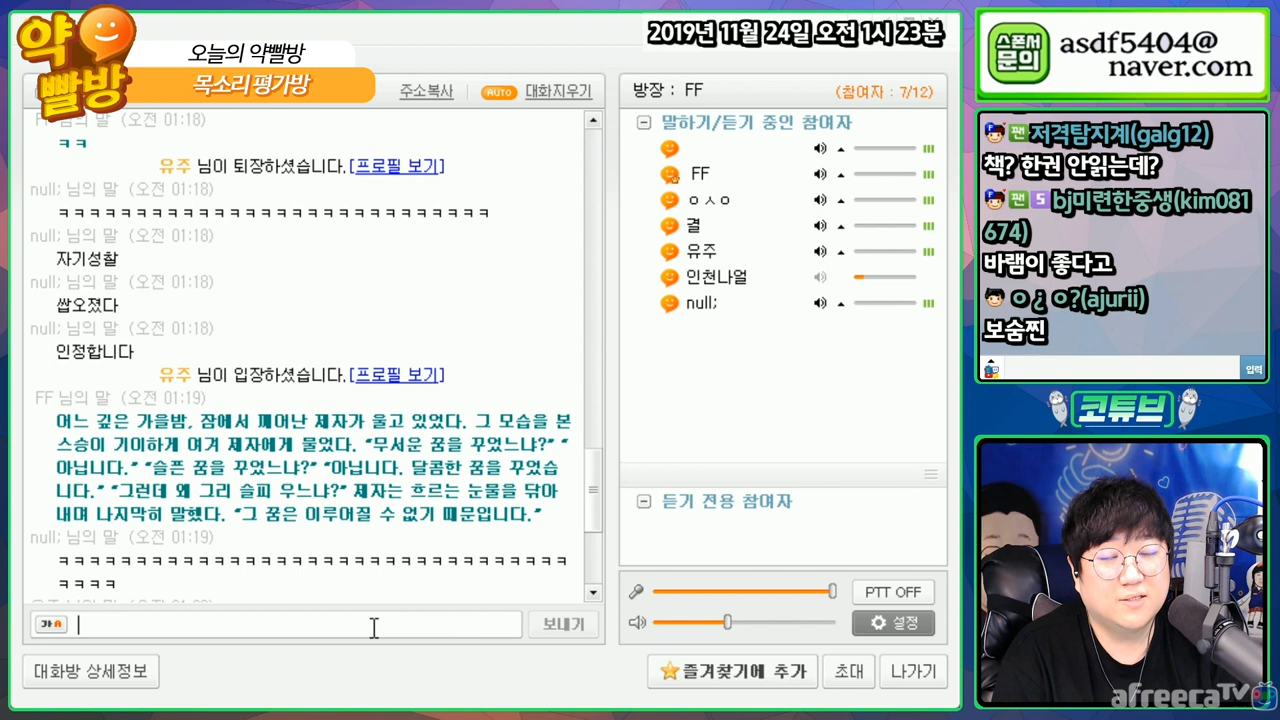 약빨방
오늘의 약빨방
목소리 평가방
2019년 11월 24일 오전 1시 23분
스폰서 문의
asdf5404@
naver.com
주소복사
AUTO 대화지우기
FF 님의 말 (오전 01:18)
ㅋㅋ
유주 님이 퇴장하셨습니다.[프로필 보기]
null; 님의 말 (오전 01:18)
ㅋㅋㅋㅋㅋㅋㅋㅋㅋㅋㅋㅋㅋㅋㅋㅋㅋㅋㅋㅋㅋㅋㅋㅋㅋㅋㅋㅋ
null; 님의 말 (오전 01:18)
자기성찰
null; 님의 말 (오전 01:18)
쌉오졌다
null; 님의 말 (오전 01:18)
인정합니다
유주 님이 입장하셨습니다.[프로필 보기]
FF 님의 말 (오전 01:19)
어느 깊은 가을밤, 잠에서 깨어난 제자가 울고 있었다. 그 모습을 본
스승이 기이하게 여겨 제자에게 물었다. “무서운 꿈을 꾸었느냐?” “
아닙니다.” “슬픈 꿈을 꾸었느냐?” “아닙니다. 달콤한 꿈을 꾸었습
니다.” “그런데 왜 그리 슬피 우느냐?” 제자는 흐르는 눈물을 닦아
내며 나지막히 말했다. “그 꿈은 이루어질 수 없기 때문입니다.”
null; 님의 말 (오전 01:19)
ㅋㅋㅋㅋㅋㅋㅋㅋㅋㅋㅋㅋㅋㅋㅋㅋㅋㅋㅋㅋㅋㅋㅋㅋㅋㅋㅋㅋㅋㅋㅋㅋㅋ
ㅋㅋㅋㅋ
가A
보내기
대화방 상세정보
방장 : FF
(참여자 : 7/12)
말하기/듣기 중인 참여자
FF
ㅇㅅㅇ
결
유주
인천나얼
null;
듣기 전용 참여자
PTT OFF
설정
즐겨찾기에 추가
초대
나가기
팬 저격탐지계(galg12)
책? 한권 안읽는데?
팬 S bj미련한중생(kim081
674)
바램이 좋다고
ㅇ¿ㅇ?(ajurii)
보숨찐
입력
코튜브
afreecaTV